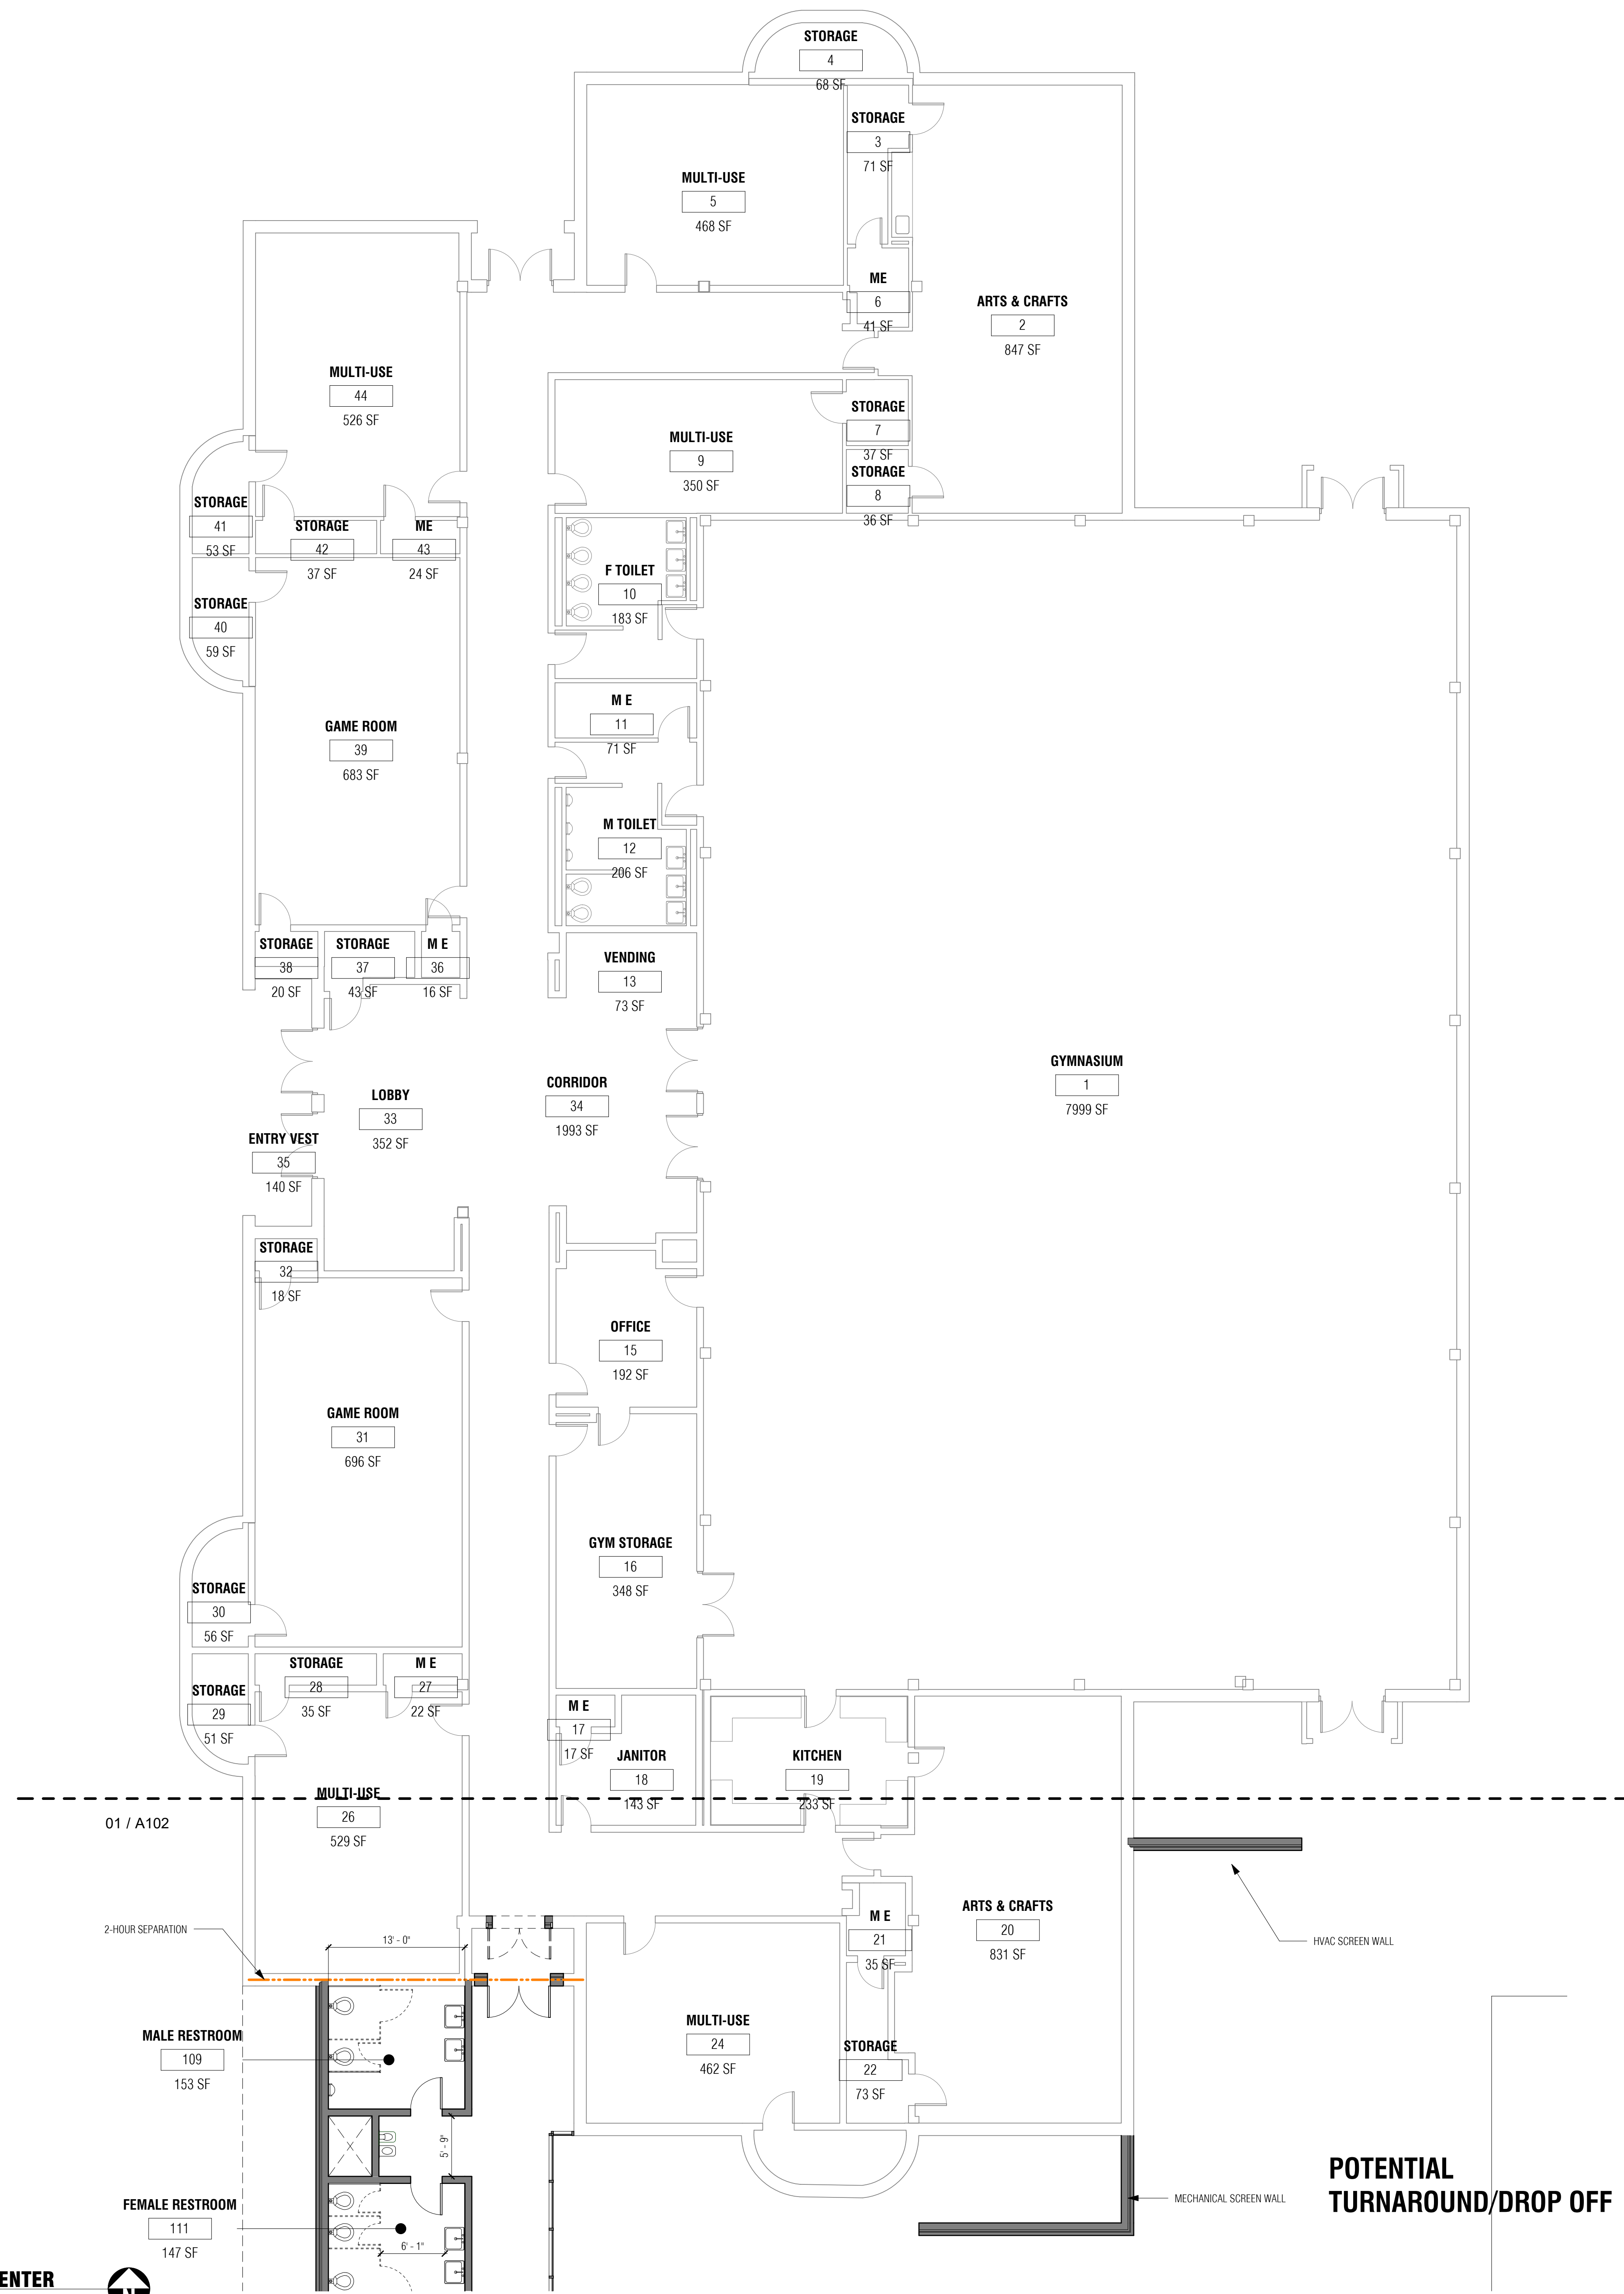 STORAGE
4
68 SF
STORAGE
3
71 SF
MULTI-USE
5
468 SF
ME
6
41 SF
ARTS & CRAFTS
2
847 SF
MULTI-USE
44
526 SF
STORAGE
7
37 SF
MULTI-USE
9
350 SF
STORAGE
8
36 SF
STORAGE
41
53 SF
STORAGE
42
37 SF
ME
43
24 SF
F TOILET
10
183 SF
STORAGE
40
59 SF
M E
11
71 SF
GAME ROOM
39
683 SF
M TOILET
12
206 SF
STORAGE
38
20 SF
STORAGE
37
43 SF
M E
36
16 SF
VENDING
13
73 SF
GYMNASIUM
1
7999 SF
CORRIDOR
34
1993 SF
LOBBY
33
352 SF
ENTRY VEST
35
140 SF
STORAGE
32
18 SF
OFFICE
15
192 SF
GAME ROOM
31
696 SF
GYM STORAGE
16
348 SF
STORAGE
30
56 SF
STORAGE
28
35 SF
M E
27
22 SF
STORAGE
29
51 SF
M E
17
17 SF
JANITOR
18
143 SF
KITCHEN
19
233 SF
MULTI-USE
26
529 SF
01 / A102
ARTS & CRAFTS
20
831 SF
M E
21
35 SF
2-HOUR SEPARATION
13' - 0"
HVAC SCREEN WALL
MULTI-USE
24
462 SF
MALE RESTROOM
109
153 SF
STORAGE
22
73 SF
5' - 9"
POTENTIAL
TURNAROUND/DROP OFF
MECHANICAL SCREEN WALL
FEMALE RESTROOM
111
147 SF
6' - 1"
ENTER